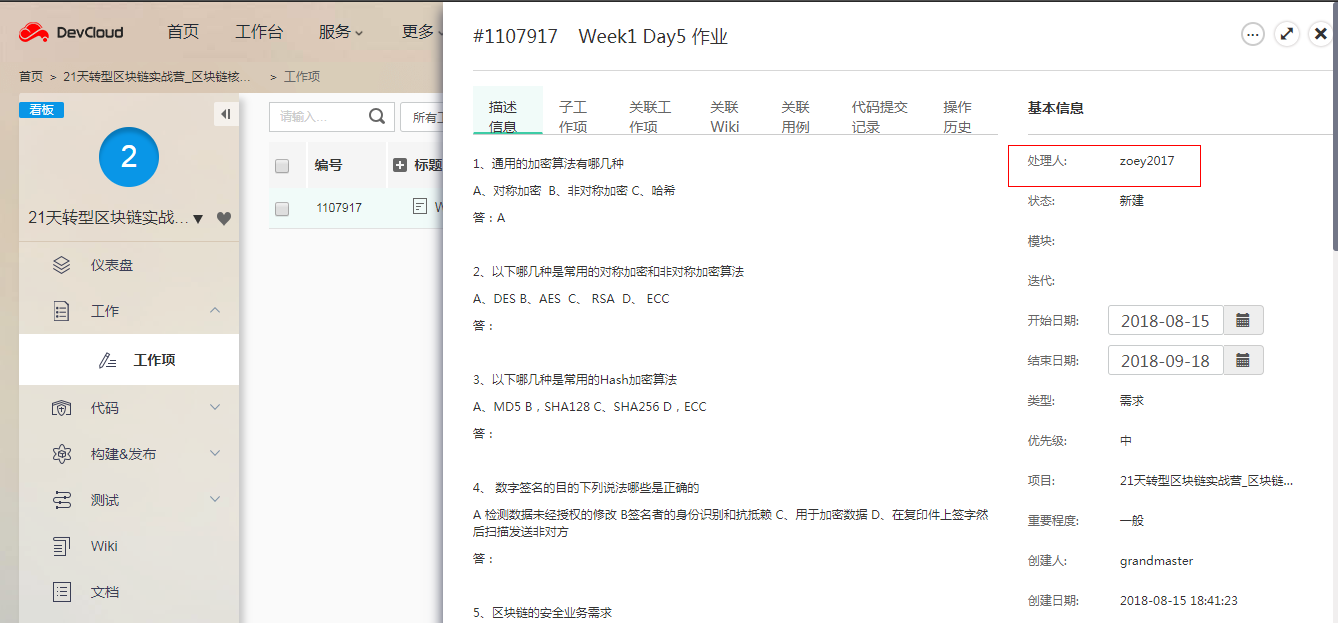 DevCloud
首页
工作台
服务
更多
首页 > 21天转型区块链实战营_区块链核... > 工作项
看板
2
21天转型区块链实战...
仪表盘
工作
工作项
代码
构建&发布
测试
Wiki
文档
请输入...
编号
标题
1107917
#1107917 Week1 Day5 作业
描述
信息
子工
作项
关联工
作项
关联
Wiki
关联
用例
代码提交
记录
操作
历史
1、通用的加密算法有哪几种
A、对称加密 B、非对称加密 C、哈希
答：A
2、以下哪几种是常用的对称加密和非对称加密算法
A、DES B、AES C、 RSA D、 ECC
答：
3、以下哪几种是常用的Hash加密算法
A、MD5 B，SHA128 C、SHA256 D，ECC
答：
4、 数字签名的目的下列说法哪些是正确的
A 检测数据未经授权的修改 B签名者的身份识别和抗抵赖 C、用于加密数据 D、在复印件上签字然
后扫描发送非对方
答：
5、区块链的安全业务需求
基本信息
处理人: zoey2017
状态: 新建
模块:
迭代:
开始日期: 2018-08-15
结束日期: 2018-09-18
类型: 需求
优先级: 中
项目: 21天转型区块链实战营_区块链...
重要程度: 一般
创建人: grandmaster
创建日期: 2018-08-15 18:41:23